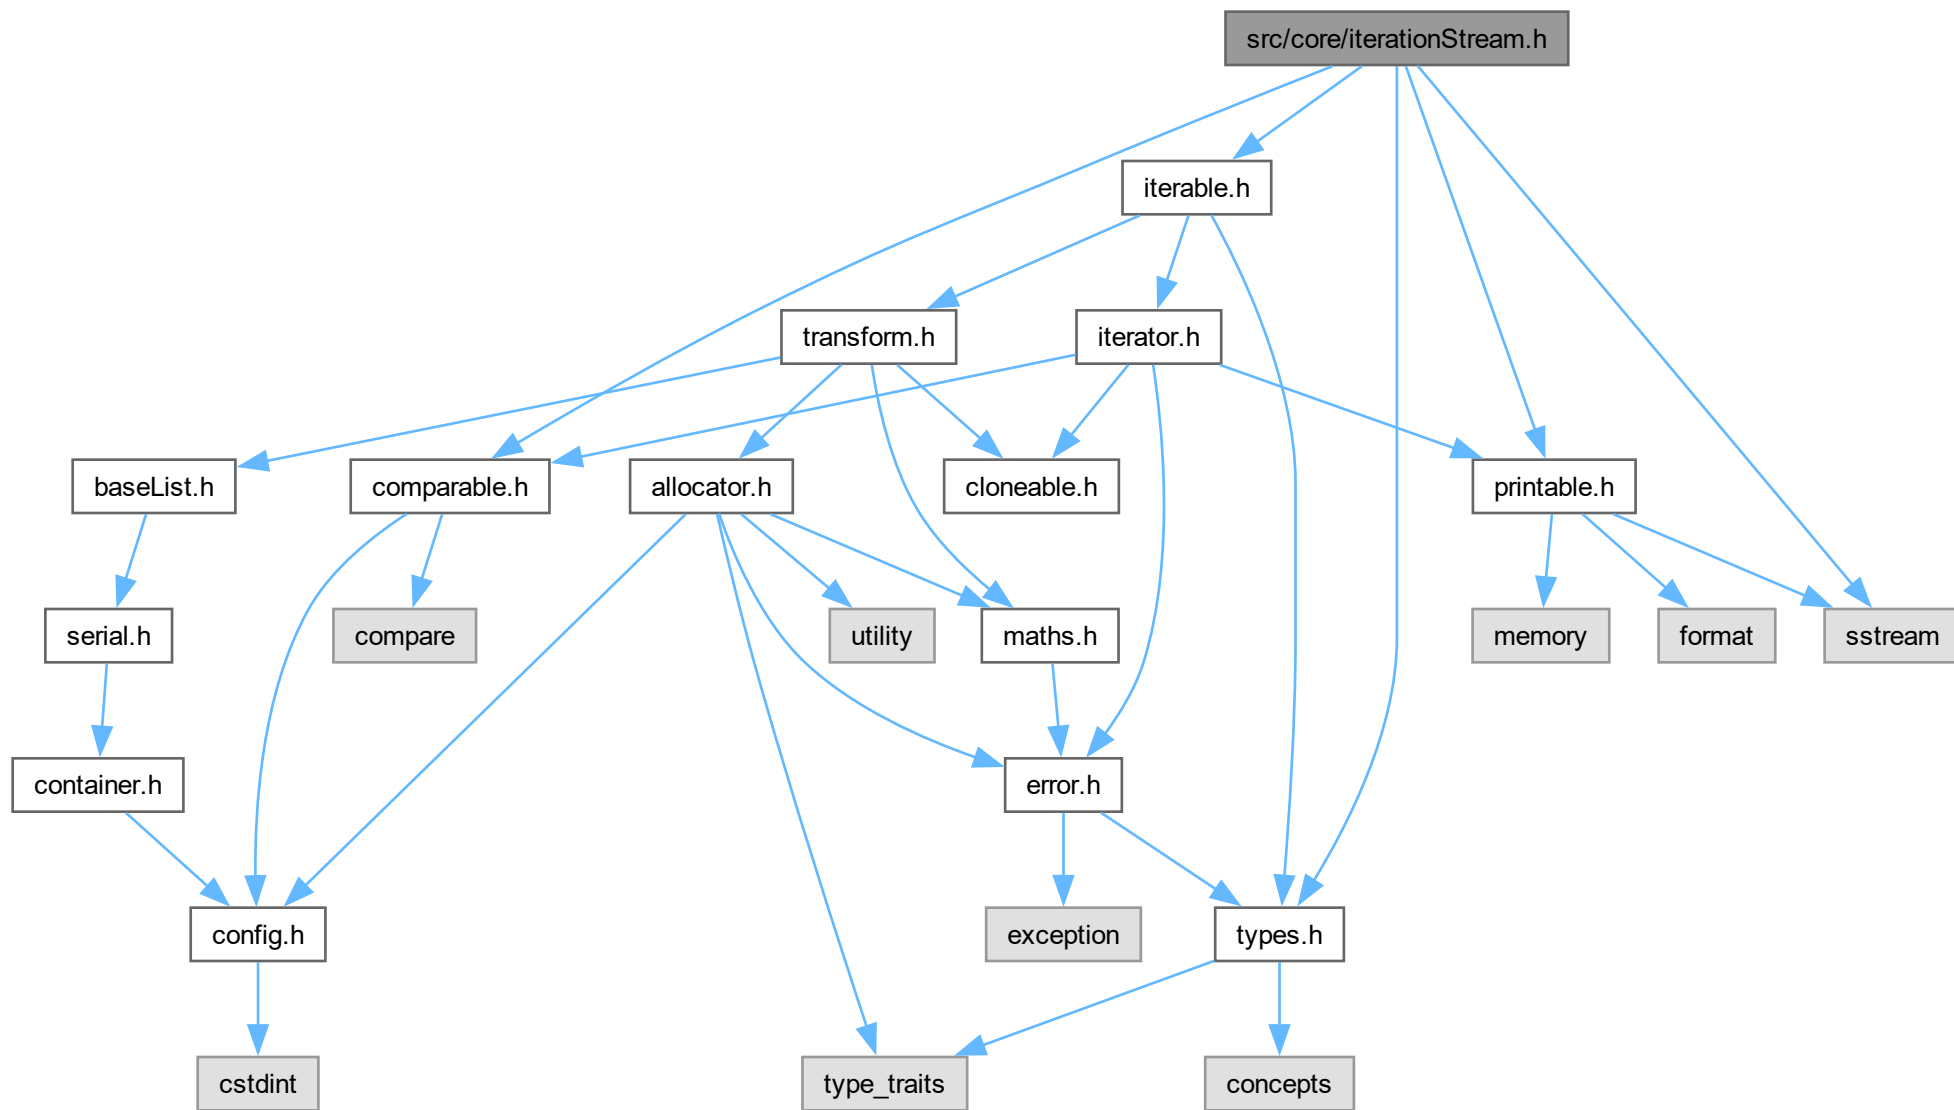 src/core/iterationStream.h
iterable.h
transform.h
iterator.h
baseList.h
comparable.h
allocator.h
cloneable.h
printable.h
serial.h
compare
utility
maths.h
memory
format
sstream
container.h
error.h
config.h
exception
types.h
cstdint
type_traits
concepts